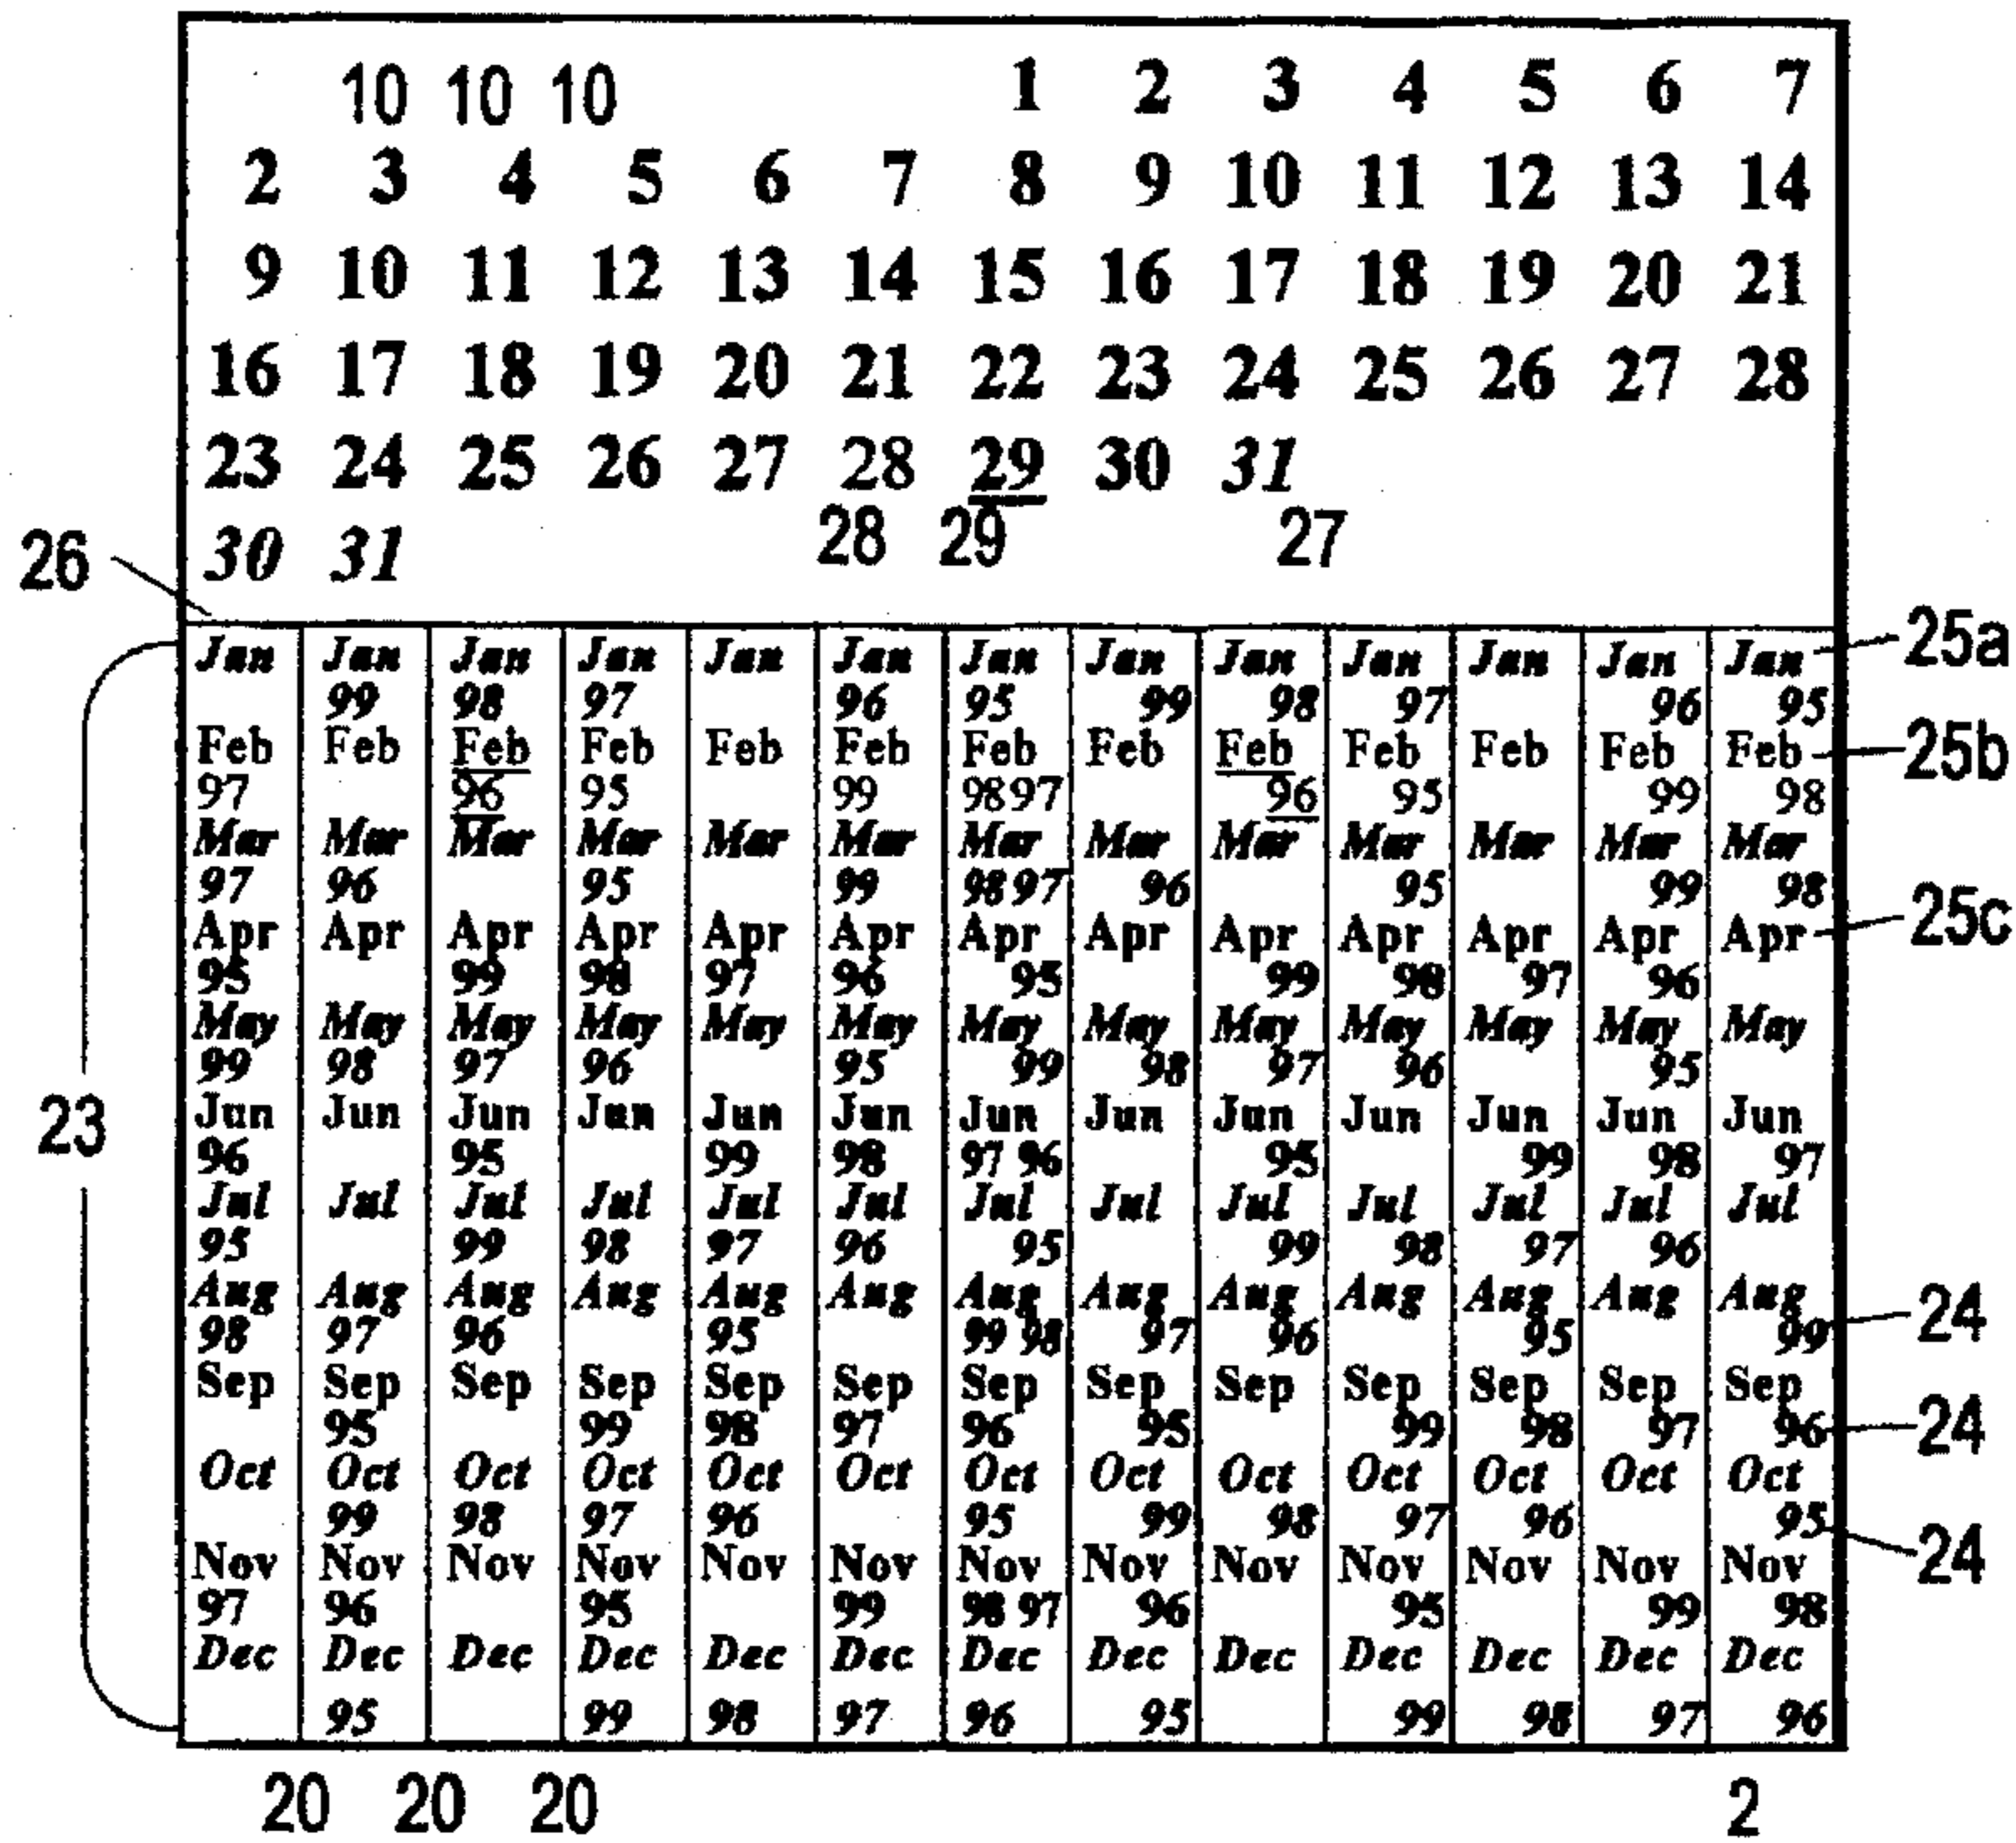 10 10 10 1 2 3 4 5 6 7
2 3 4 5 6 7 8 9 10 11 12 13 14
9 10 11 12 13 14 15 16 17 18 19 20 21
16 17 18 19 20 21 22 23 24 25 26 27 28
23 24 25 26 27 28 29 30 31
28 29 27
26 30 31
Jan Jan Jan Jan Jan Jan Jan Jan Jan Jan Jan Jan Jan 25a
99 98 97 96 95 99 98 97 96 95
Feb Feb Feb Feb Feb Feb Feb Feb Feb Feb Feb Feb Feb 25b
97 96 95 99 98 97 96 95 99 98
Mar Mar Mar Mar Mar Mar Mar Mar Mar Mar Mar Mar Mar
97 96 95 99 98 97 96 95 99 98
Apr Apr Apr Apr Apr Apr Apr Apr Apr Apr Apr Apr Apr 25c
95 99 98 97 96 95 99 98 97 96
May May May May May May May May May May May May May
99 98 97 96 95 99 98 97 96 95
23 Jun Jun Jun Jun Jun Jun Jun Jun Jun Jun Jun Jun Jun
96 95 99 98 97 96 95 99 98 97
Jul Jul Jul Jul Jul Jul Jul Jul Jul Jul Jul Jul Jul
95 99 98 97 96 95 99 98 97 96
Aug Aug Aug Aug Aug Aug Aug Aug Aug Aug Aug Aug Aug
98 97 96 95 99 98 97 96 95 99 24
Sep Sep Sep Sep Sep Sep Sep Sep Sep Sep Sep Sep Sep
95 99 98 97 96 95 99 98 97 96 24
Oct Oct Oct Oct Oct Oct Oct Oct Oct Oct Oct Oct Oct
99 98 97 96 95 99 98 97 96 95 24
Nov Nov Nov Nov Nov Nov Nov Nov Nov Nov Nov Nov Nov
97 96 95 99 98 97 96 95 99 98
Dec Dec Dec Dec Dec Dec Dec Dec Dec Dec Dec Dec Dec
95 99 98 97 96 95 99 98 97 96
20 20 20 2